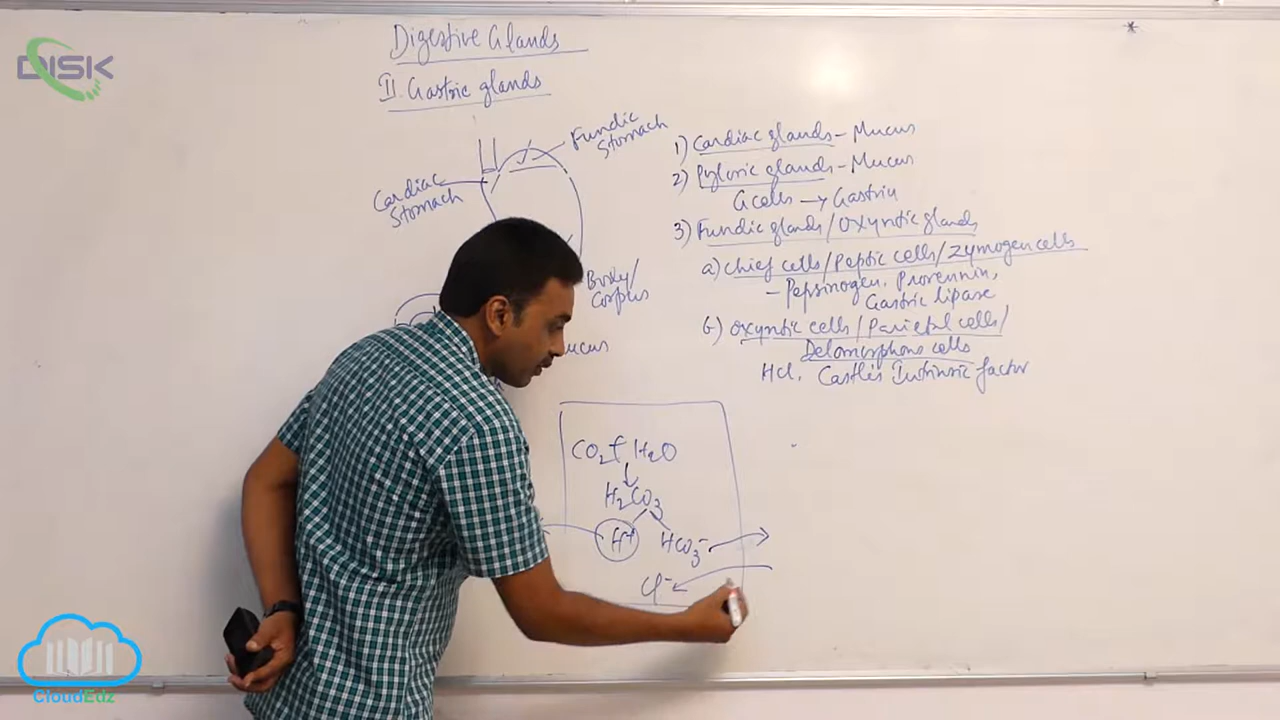 DISK
Digestive Glands
II. Gastric glands
Fundic
Stomach
Cardiac
Stomach
Body/
Corpus
ucus
1) Cardiac glands - Mucus
2) Pyloric glands - Mucus
G cells → Gastrin
3) Fundic glands / Oxyntic glands
a) Chief cells / Peptic cells / Zymogen cells
- Pepsinogen, Prorennin,
Gastric lipase
b) Oxyntic cells / Parietal cells /
Delomorphous cells
HCl, Castle's Intrinsic factor
CO2 + H2O
H2CO3
H+ HCO3-
Cl-
CloudEdz